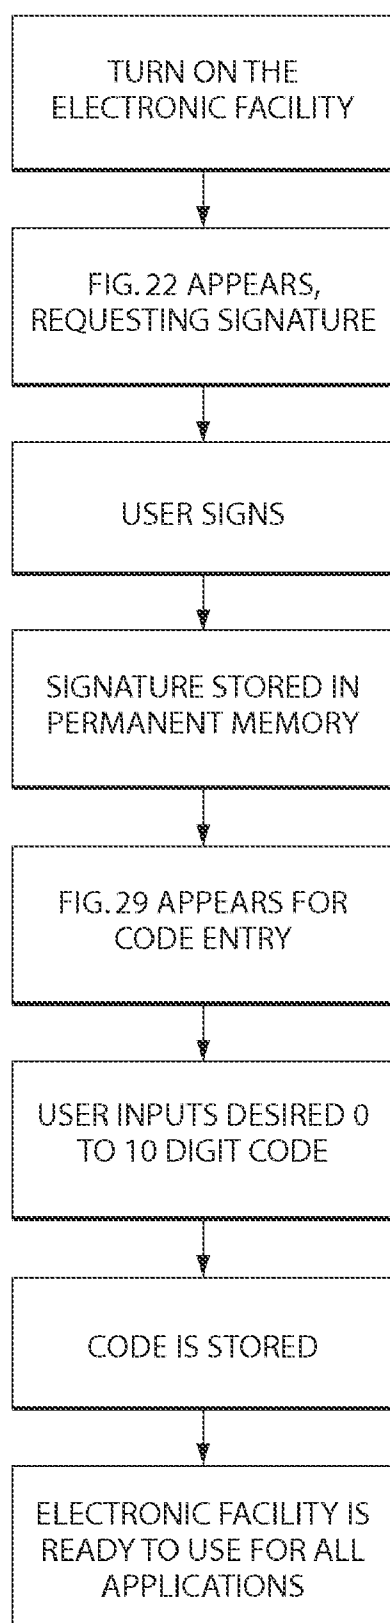 TURN ON THE
ELECTRONIC FACILITY
FIG. 22 APPEARS,
REQUESTING SIGNATURE
USER SIGNS
SIGNATURE STORED IN
PERMANENT MEMORY
FIG. 29 APPEARS FOR
CODE ENTRY
USER INPUTS DESIRED 0
TO 10 DIGIT CODE
CODE IS STORED
ELECTRONIC FACILITY IS
READY TO USE FOR ALL
APPLICATIONS